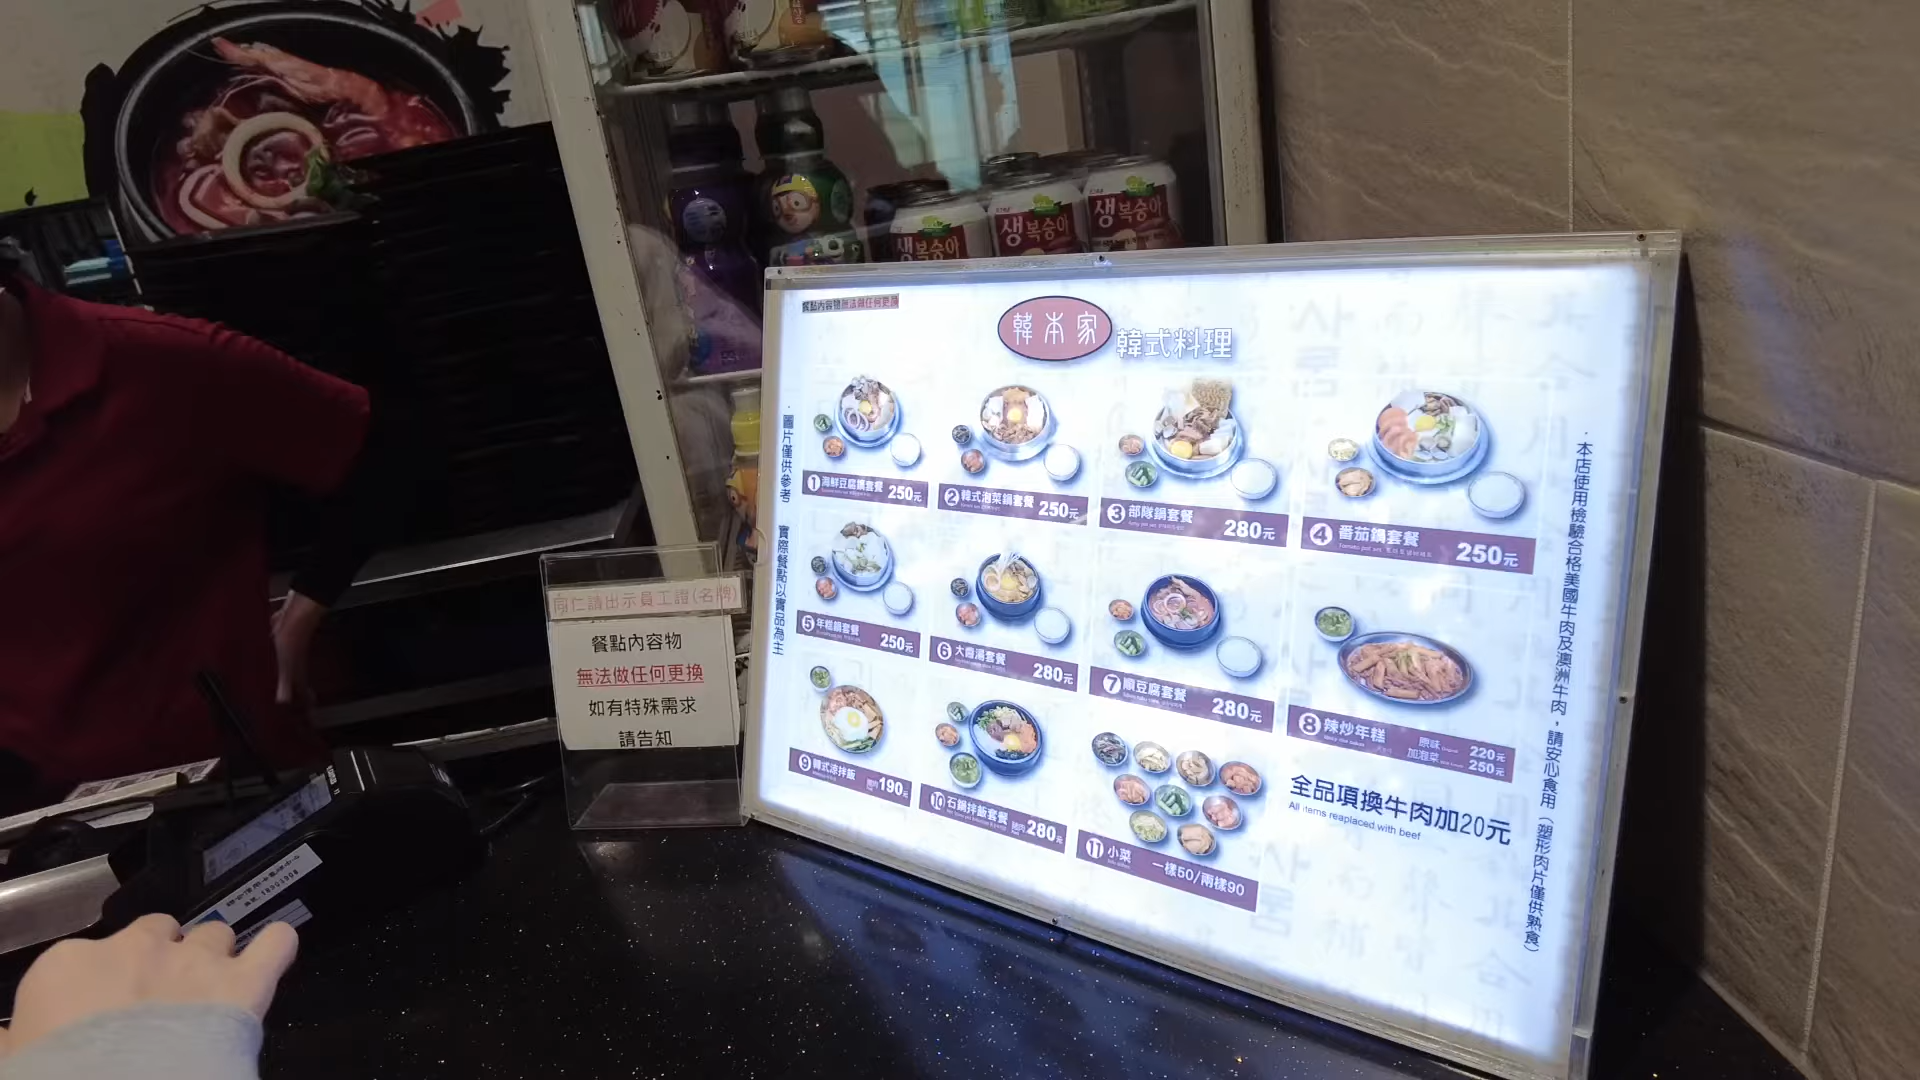 생복숭아
생복숭아
생복숭아
餐點內容物無法做任何更換
韓本家
韓式料理
圖片僅供參考
實際餐點以實品為主
1 海鮮豆腐鍋套餐 250元
2 韓式泡菜鍋套餐 250元
3 部隊鍋套餐 280元
4 番茄鍋套餐 250元
Tomato pot set
5 年糕鍋套餐 250元
6 大醬湯套餐 280元
7 順豆腐套餐 280元
8 辣炒年糕
原味 220元
加泡菜 250元
9 韓式涼拌飯 豬肉 190元
10 石鍋拌飯套餐 豬肉 280元
11 小菜 一樣50/兩樣90
全品項換牛肉加20元
All items reaplaced with beef
本店使用檢驗合格美國牛肉及澳洲牛肉，請安心食用（塑形肉片僅供熟食）
同仁請出示員工證(名牌)
餐點內容物
無法做任何更換
如有特殊需求
請告知